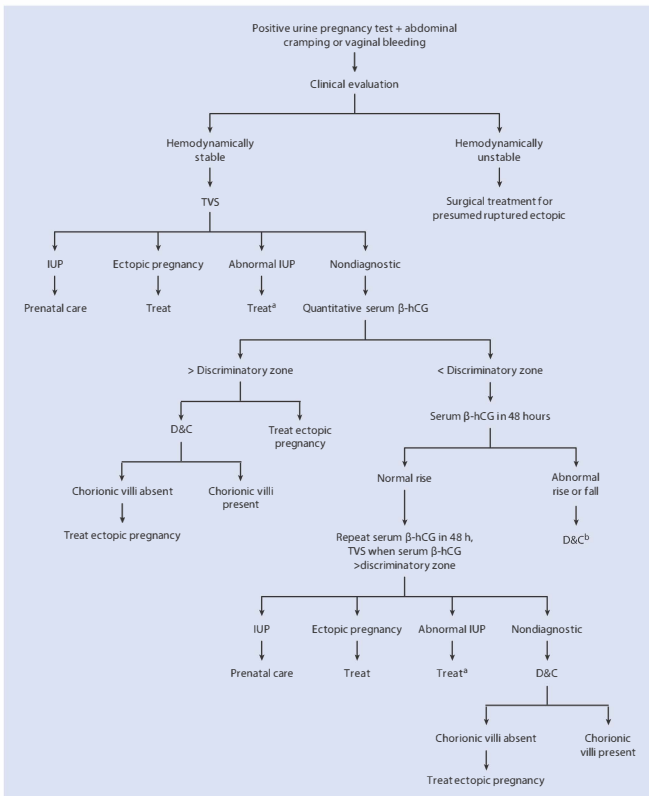 Positive urine pregnancy test + abdominal
cramping or vaginal bleeding
Clinical evaluation
Hemodynamically
stable
Hemodynamically
unstable
TVS
Surgical treatment for
presumed ruptured ectopic
IUP
Ectopic pregnancy
Abnormal IUP
Nondiagnostic
Prenatal care
Treat
Treatᵃ
Quantitative serum β-hCG
> Discriminatory zone
< Discriminatory zone
D&C
Treat ectopic
pregnancy
Serum β-hCG in 48 hours
Chorionic villi absent
Chorionic villi
present
Normal rise
Abnormal
rise or fall
Treat ectopic pregnancy
Repeat serum β-hCG in 48 h,
TVS when serum β-hCG
>discriminatory zone
D&Cᵇ
IUP
Ectopic pregnancy
Abnormal IUP
Nondiagnostic
Prenatal care
Treat
Treatᵃ
D&C
Chorionic villi absent
Chorionic
villi present
Treat ectopic pregnancy